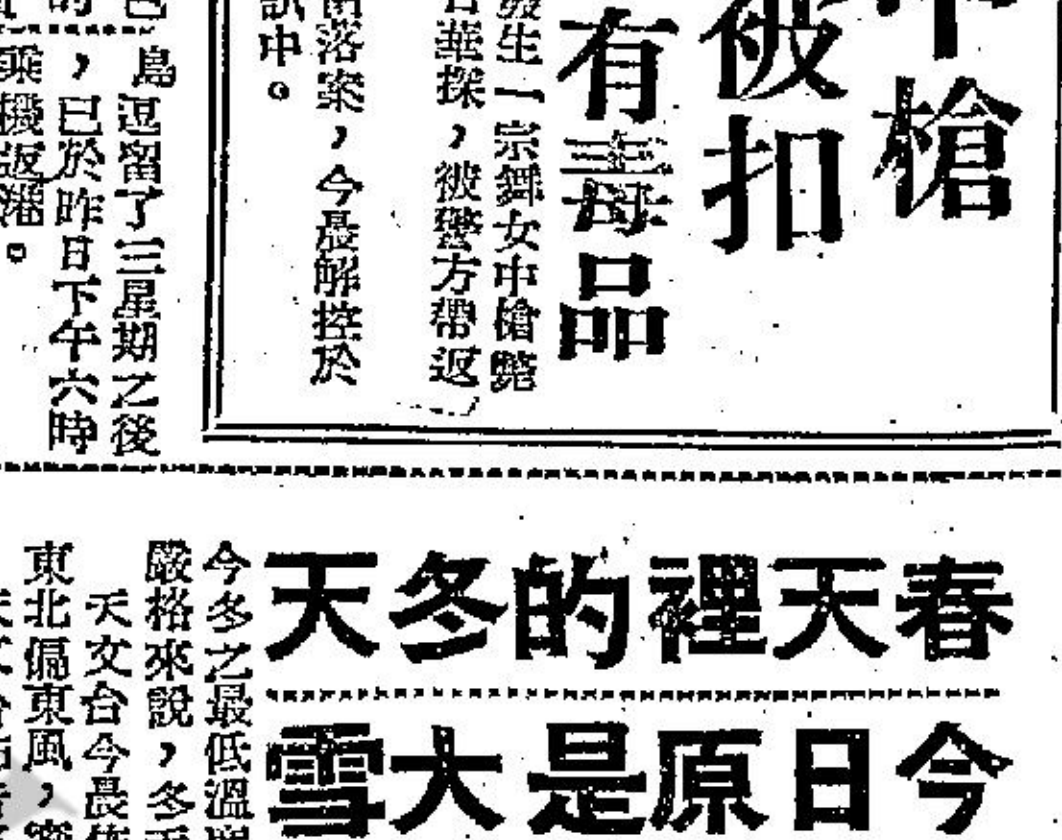 槍
被扣
有毒品
生一宗舞女中槍斃
華探，被警方帶返
落案，今晨解控於
訊中。
島逗留了三星期之後
，已於昨日下午六時
乘機返港。
春天裡的冬天
今日原是大雪
今冬之最低溫
嚴格來說，冬天
天文台今晨
東北偏東風，